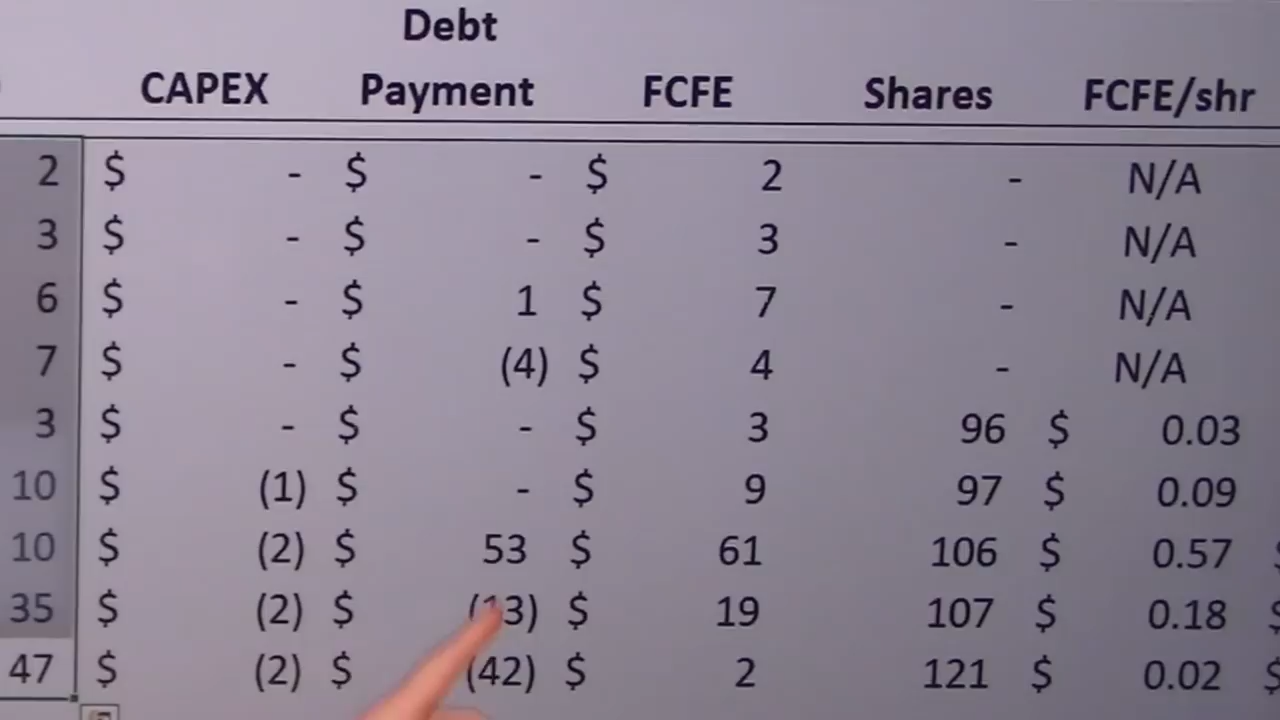 Debt
CAPEX Payment FCFE Shares FCFE/shr
2 $ - $ - $ 2 - N/A
3 $ - $ - $ 3 - N/A
6 $ - $ 1 $ 7 - N/A
7 $ - $ (4) $ 4 - N/A
3 $ - $ - $ 3 96 $ 0.03
10 $ (1) $ - $ 9 97 $ 0.09
10 $ (2) $ 53 $ 61 106 $ 0.57 $
35 $ (2) $ (13) $ 19 107 $ 0.18 $
47 $ (2) $ (42) $ 2 121 $ 0.02 $